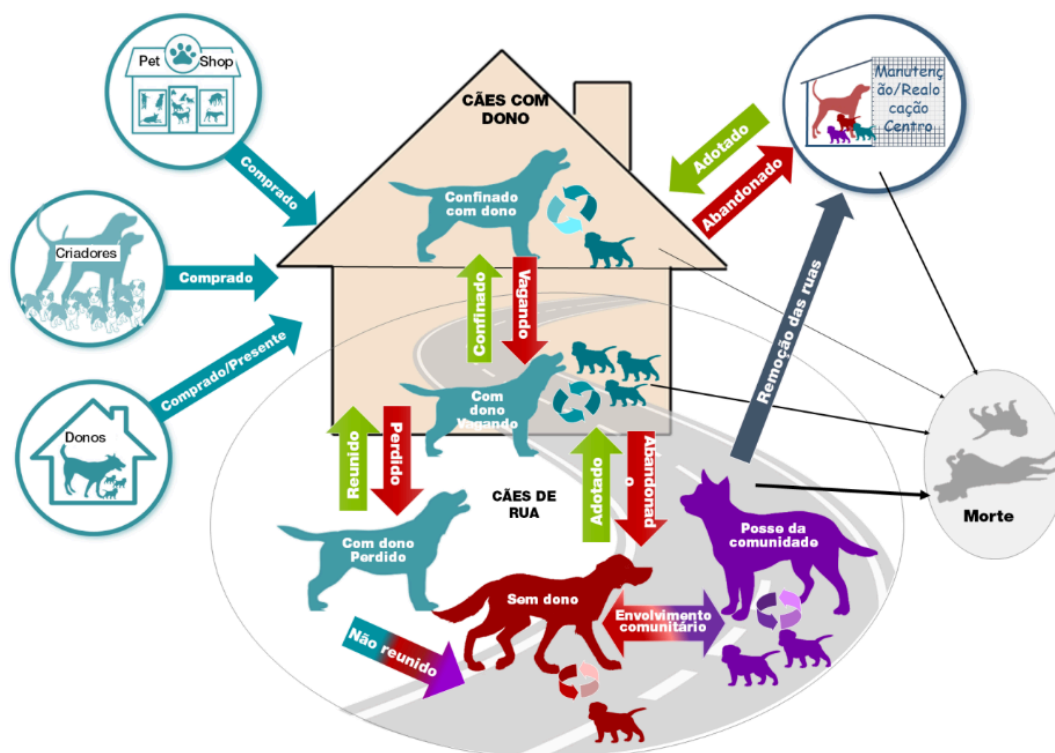 Pet Shop
Comprado
Criadores
Comprado
Donos
Comprado/Presente
CÃES COM
DONO
Confinado
com dono
Confinado
Vagando
Com
dono
Vagando
Adotado
Abandonado
Manutenç
ão/Realo
cação
Centro
Remoção das ruas
Reunido
Perdido
CÃES DE
RUA
Adotado
Abandonad
o
Com dono
Perdido
Sem dono
Envolvimento
comunitário
Posse da
comunidade
Não reunido
Morte